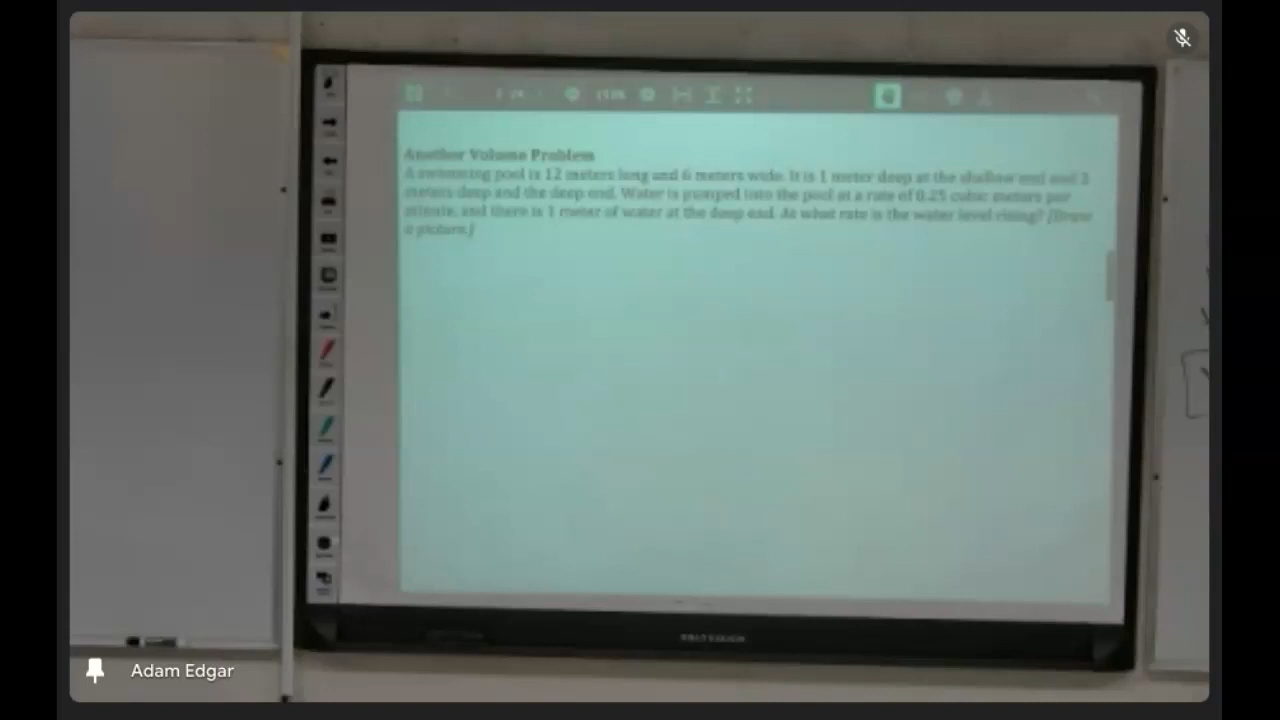 Another Volume Problem
A swimming pool is 12 meters long and 6 meters wide. It is 1 meter deep at the shallow end and 3
meters deep and the deep end. Water is pumped into the pool at a rate of 0.25 cubic meters per
minute, and there is 1 meter of water at the deep end. At what rate is the water level rising? (Draw
a picture.)
Adam Edgar